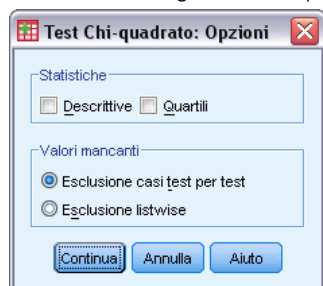 Test Chi-quadrato: Opzioni
Statistiche
Descrittive Quartili
Valori mancanti
Esclusione casi test per test
Esclusione listwise
Continua Annulla Aiuto